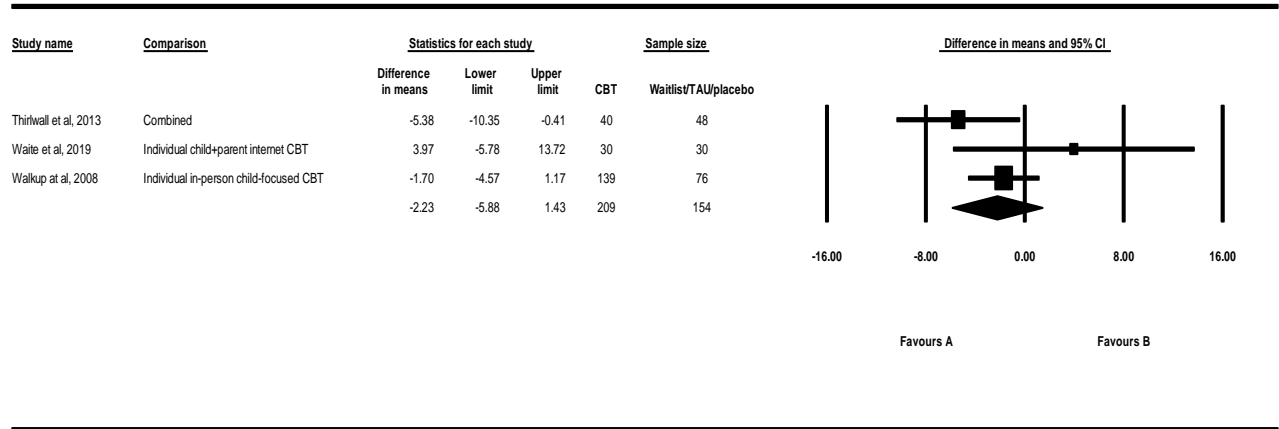 Study name Comparison Statistics for each study Sample size Difference in means and 95% CI
Difference in means Lower limit Upper limit CBT Waitlist/TAU/placebo
Thirlwall et al, 2013 Combined -5.38 -10.35 -0.41 40 48
Waite et al, 2019 Individual child+parent internet CBT 3.97 -5.78 13.72 30 30
Walkup at al, 2008 Individual in-person child-focused CBT -1.70 -4.57 1.17 139 76
-2.23 -5.88 1.43 209 154
-16.00 -8.00 0.00 8.00 16.00
Favours A Favours B